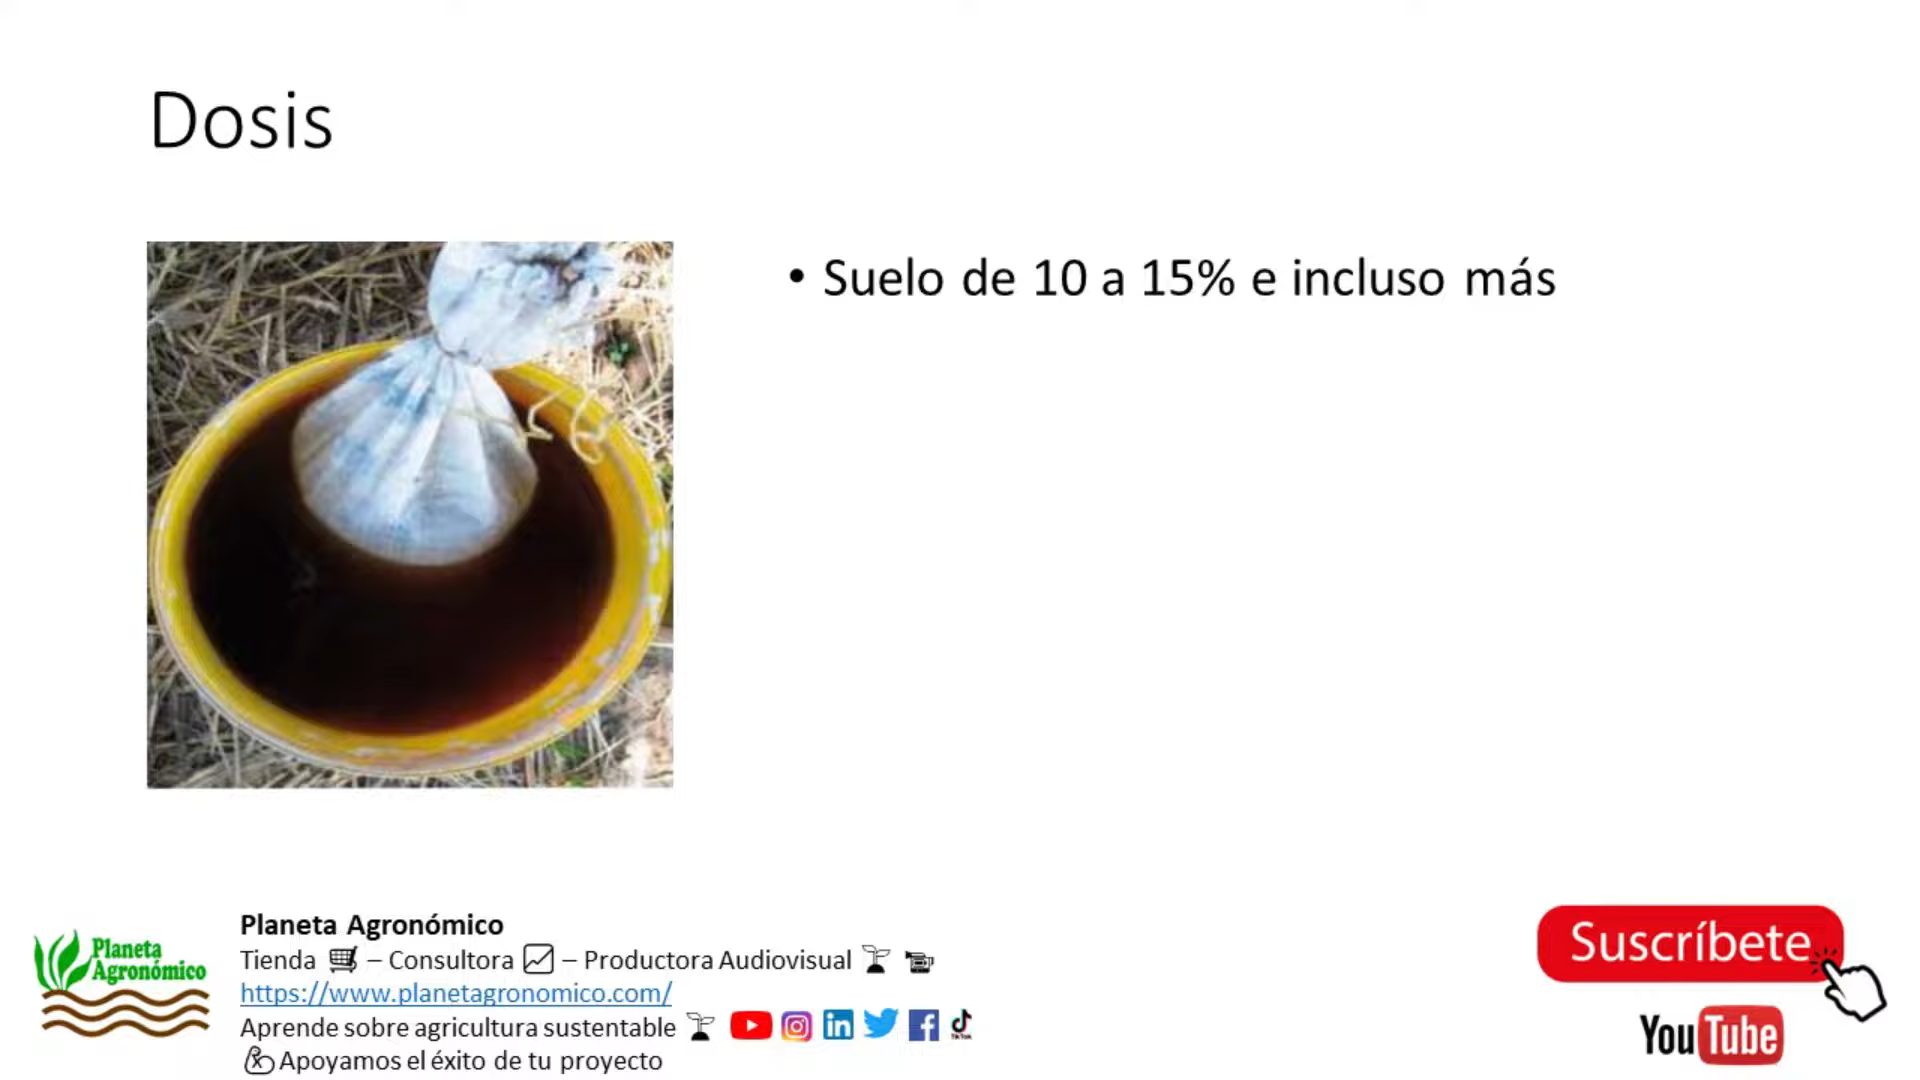 Dosis
• Suelo de 10 a 15% e incluso más
Planeta
Agronómico
Planeta Agronómico
Tienda – Consultora – Productora Audiovisual
https://www.planetagronomico.com/
Aprende sobre agricultura sustentable
Apoyamos el éxito de tu proyecto
Suscríbete
YouTube